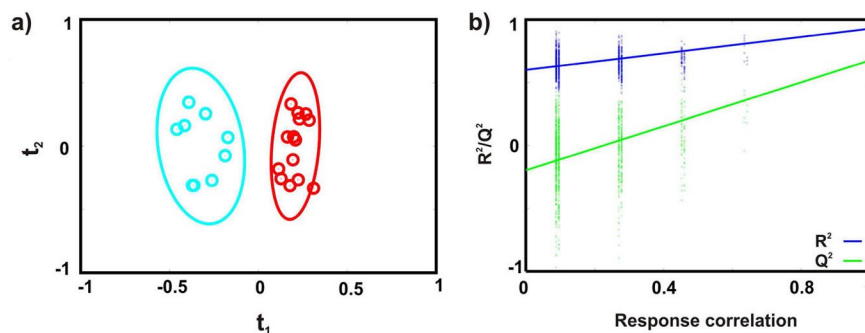 a)
1
0
-1
t2
-1
-0.5
0
0.5
1
t1
b)
1
0
-1
R2/Q2
0
0.4
0.8
Response correlation
R2
Q2